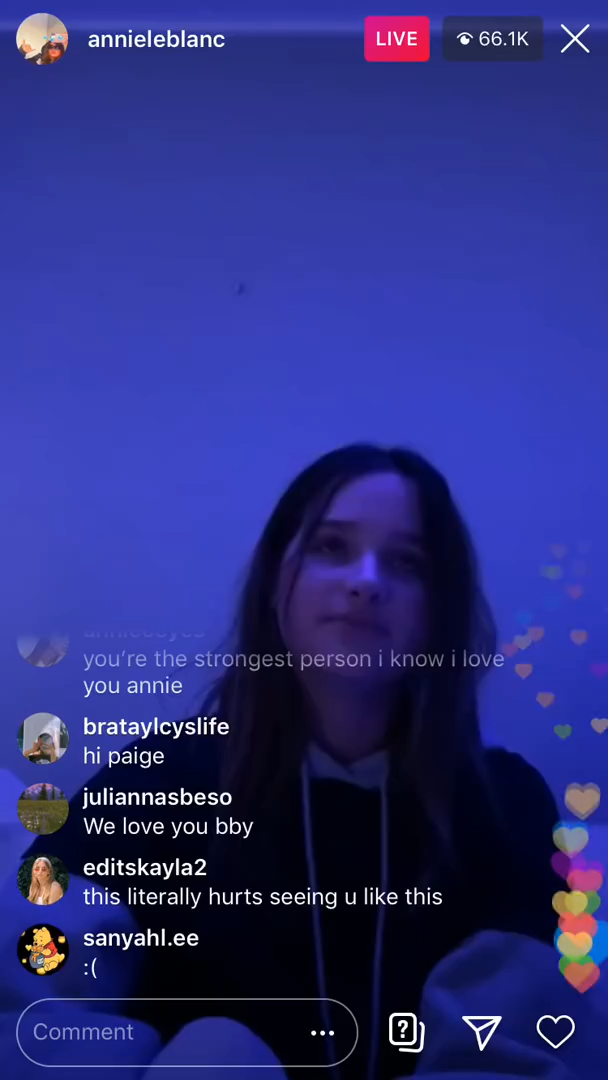 annieleblanc
LIVE
66.1K
you're the strongest person i know i love
you annie
brataylcyslife
hi paige
juliannasbeso
We love you bby
editskayla2
this literally hurts seeing u like this
sanyahl.ee
:(
Comment